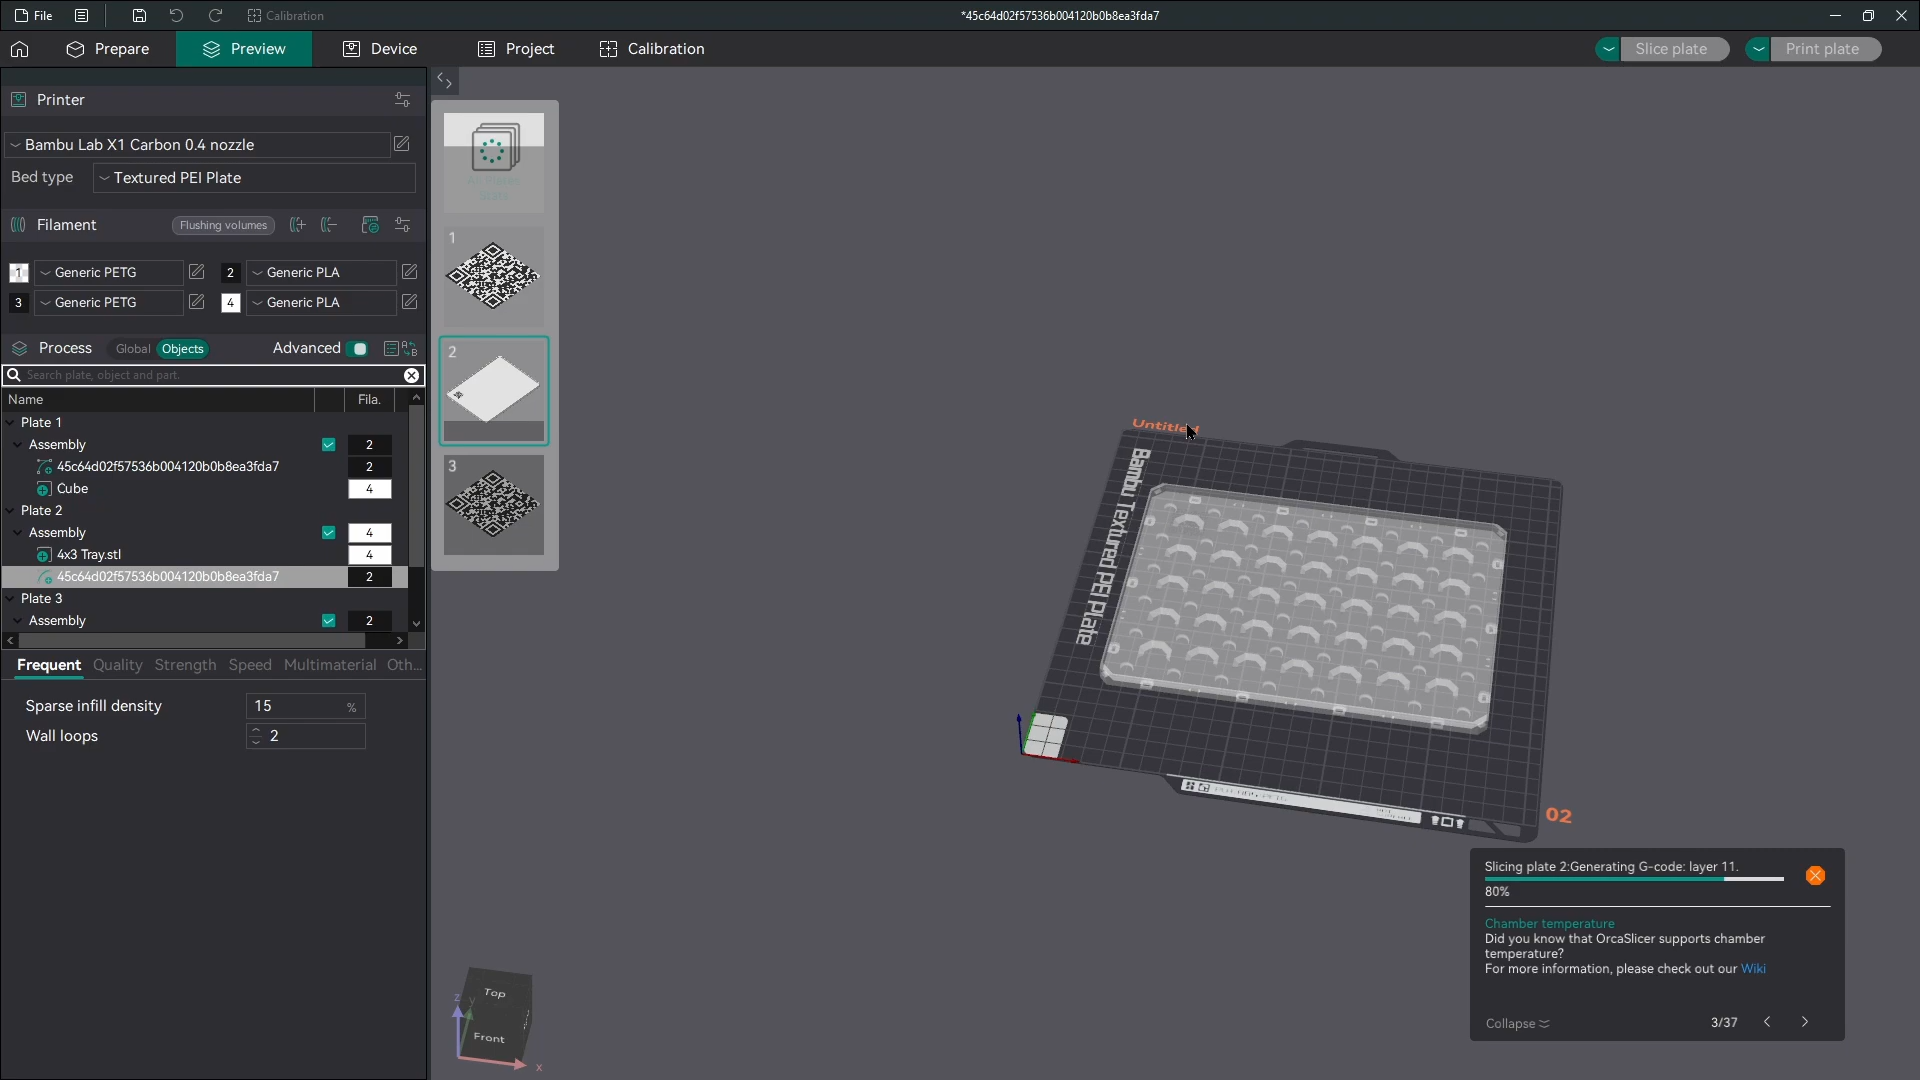 File
Calibration
*45c64d02f57536b004120b0b8ea3fda7
Prepare
Preview
Device
Project
Calibration
Slice plate
Print plate
Printer
Bambu Lab X1 Carbon 0.4 nozzle
Bed type
Textured PEI Plate
Filament
Flushing volumes
1 Generic PETG
2 Generic PLA
3 Generic PETG
4 Generic PLA
Process
Global
Objects
Advanced
Search plate, object and part.
Name
Fila.
Plate 1
Assembly 2
45c64d02f57536b004120b0b8ea3fda7 2
Cube 4
Plate 2
Assembly 4
4x3 Tray.stl 4
45c64d02f57536b004120b0b8ea3fda7 2
Plate 3
Assembly 2
Frequent
Quality
Strength
Speed
Multimaterial
Oth...
Sparse infill density 15 %
Wall loops 2
All Plates
Stats
1
2
3
Untitled
Bambu Textured PEI Plate
02
Slicing plate 2:Generating G-code: layer 11.
80%
Chamber temperature
Did you know that OrcaSlicer supports chamber
temperature?
For more information, please check out our Wiki
Collapse
3/37
Top
Front
z
y
x